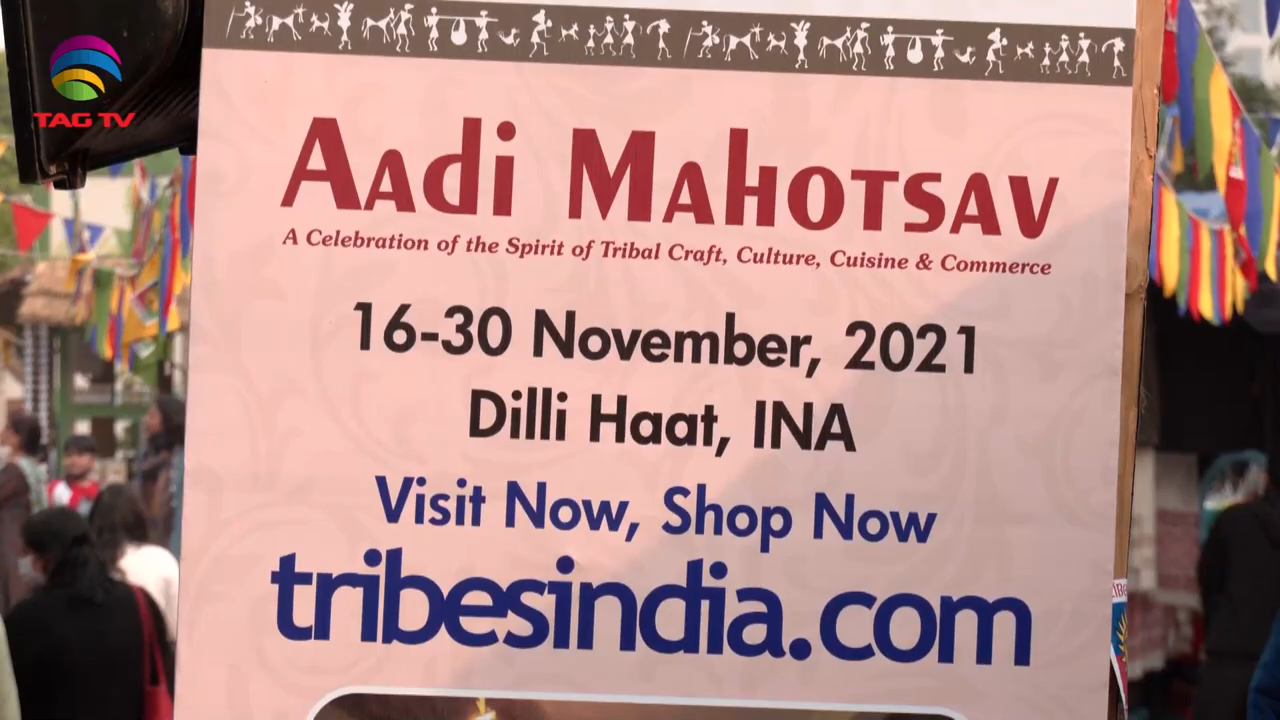 TAG TV
Aadi Mahotsav
A Celebration of the Spirit of Tribal Craft, Culture, Cuisine & Commerce
16-30 November, 2021
Dilli Haat, INA
Visit Now, Shop Now
tribesindia.com